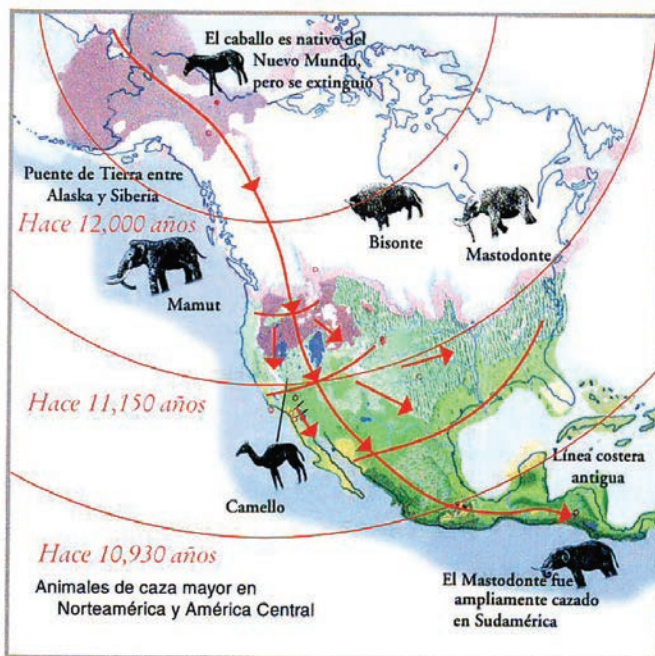 El caballo es nativo del
Nuevo Mundo,
pero se extinguió
Puente de Tierra entre
Alaska y Siberia
Hace 12,000 años
Bisonte
Mastodonte
Mamut
Hace 11,150 años
Camello
Línea costera
antigua
Hace 10,930 años
Animales de caza mayor en
Norteamérica y América Central
El Mastodonte fue
ampliamente cazado
en Sudamérica